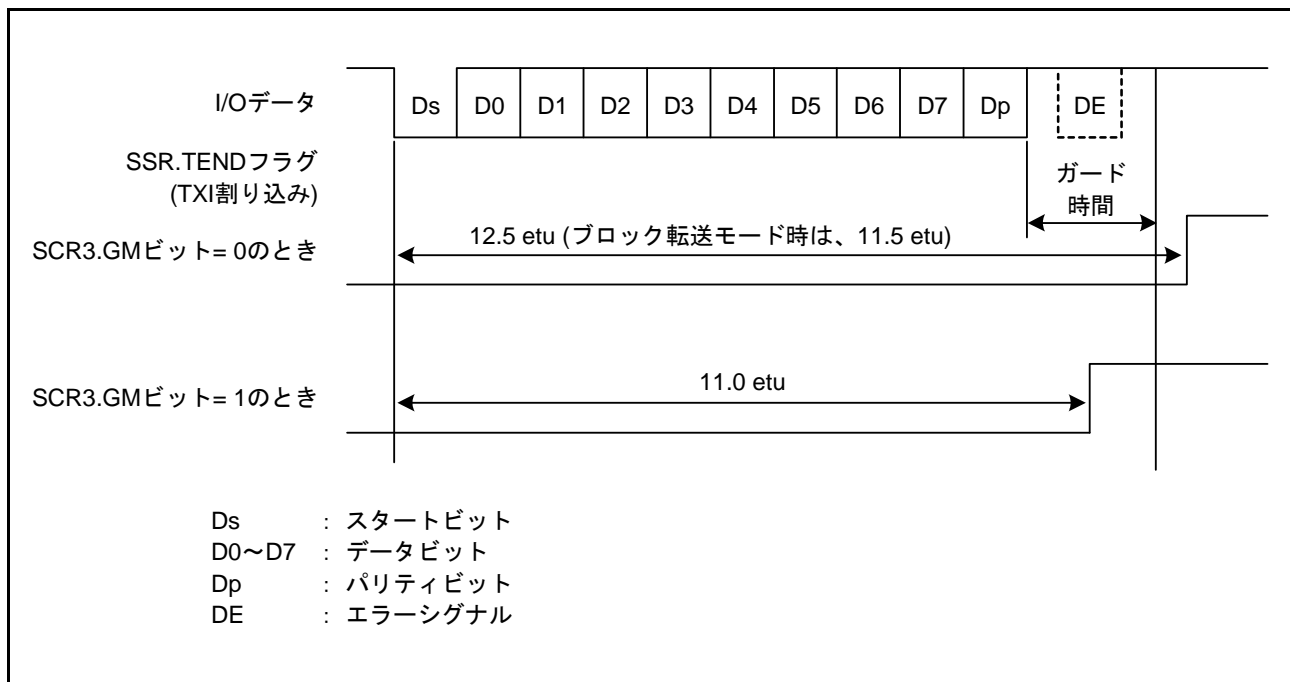 I/Oデータ
Ds D0 D1 D2 D3 D4 D5 D6 D7 Dp DE
SSR.TENDフラグ
(TXI割り込み)
ガード
時間
SCR3.GMビット= 0のとき
12.5 etu (ブロック転送モード時は、11.5 etu)
SCR3.GMビット= 1のとき
11.0 etu
Ds : スタートビット
D0~D7 : データビット
Dp : パリティビット
DE : エラーシグナル